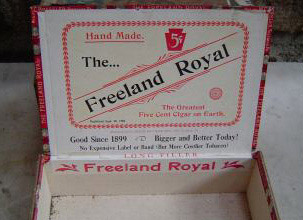 Hand Made.
5¢
The...
Freeland Royal
The Greatest
Five Cent Cigar on Earth.
Good Since 1899
Bigger and Better Today!
No Expensive Label or Band (But More Costlier Tobacco)
LONG FILLER
Freeland Royal